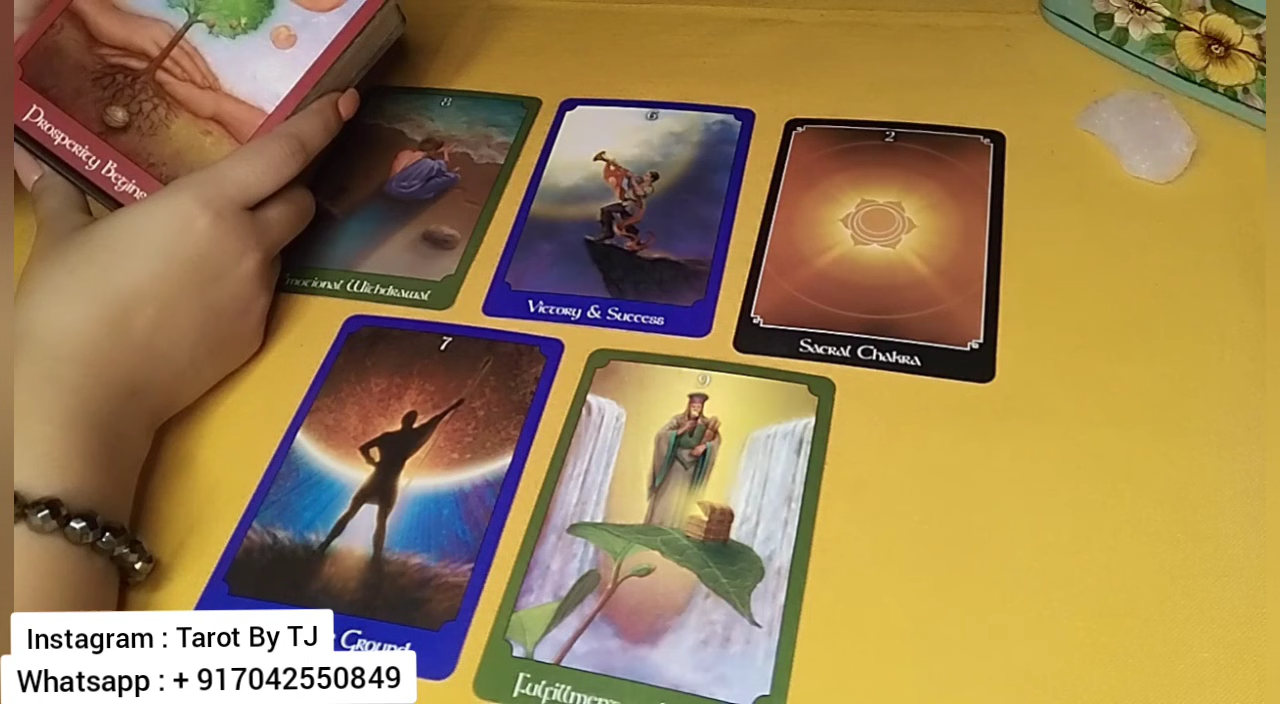 Prosperity Begins
8
Emotional Withdrawal
6
Victory & Success
2
Sacral Chakra
7
Ground
9
Instagram : Tarot By TJ
Whatsapp : + 917042550849